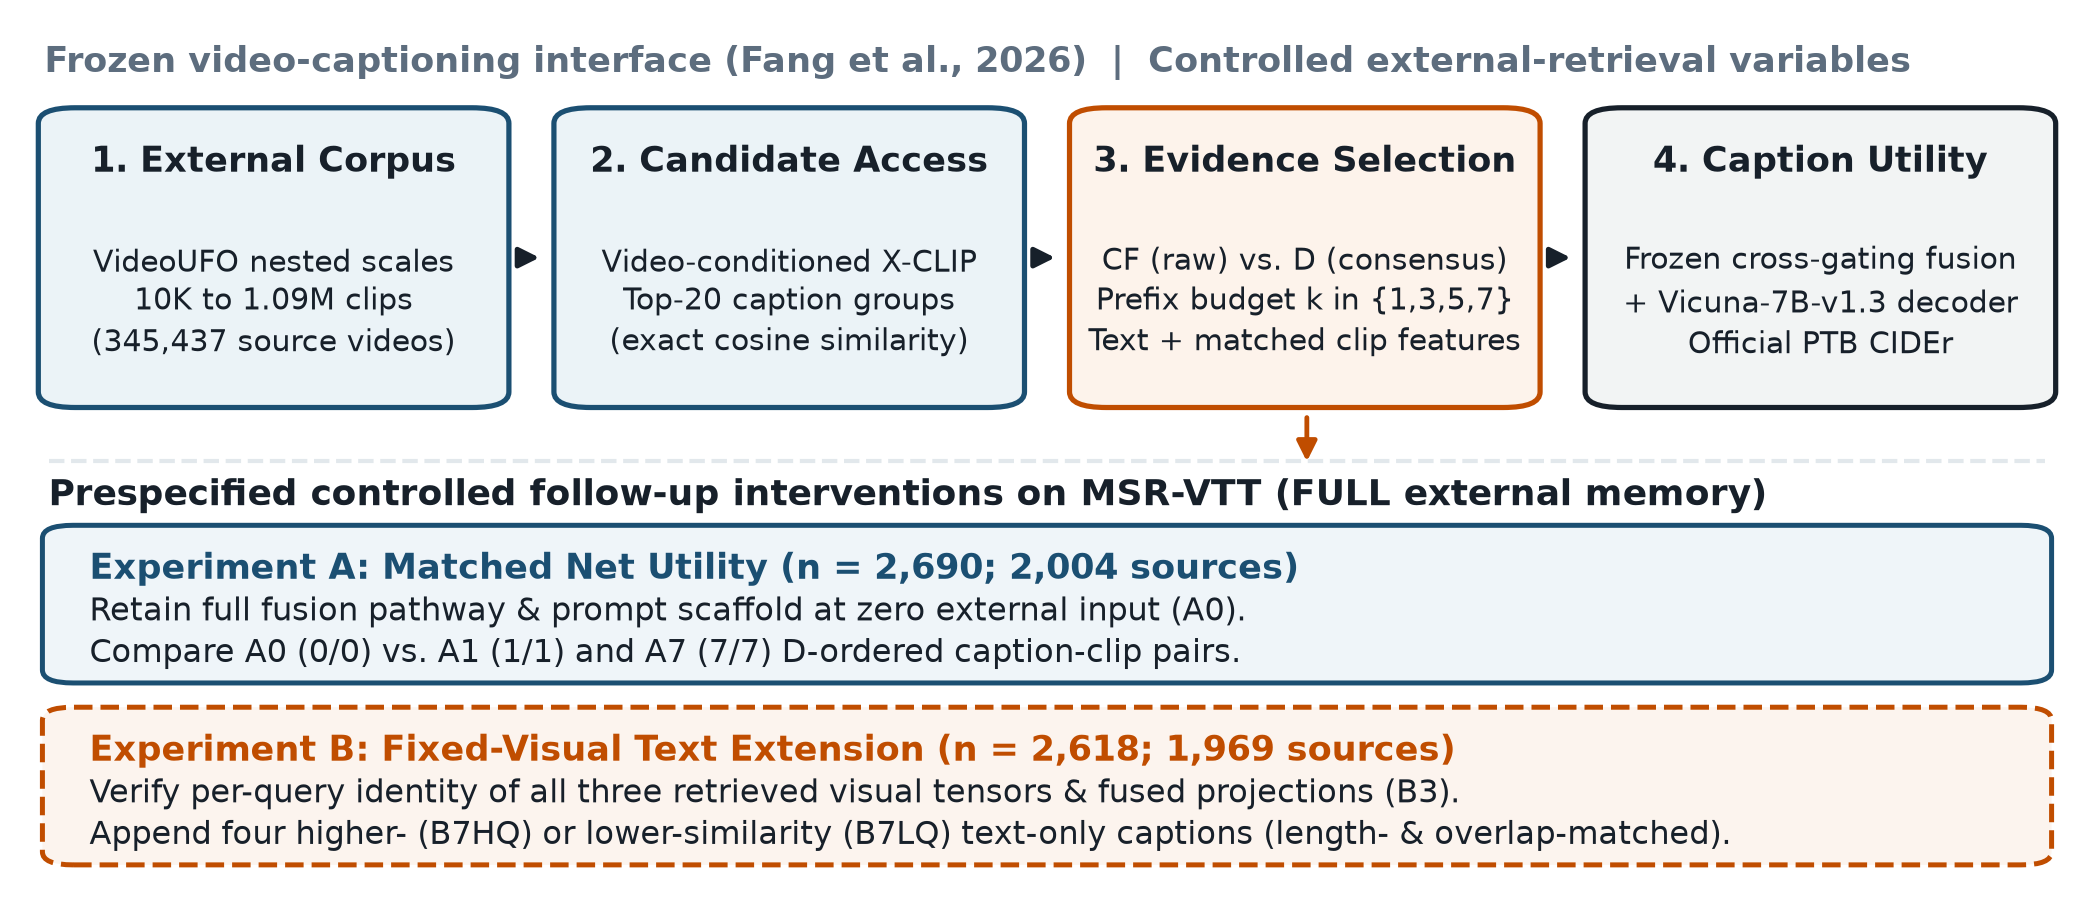 Frozen video-captioning interface (Fang et al., 2026) | Controlled external-retrieval variables
1. External Corpus
VideoUFO nested scales
10K to 1.09M clips
(345,437 source videos)
2. Candidate Access
Video-conditioned X-CLIP
Top-20 caption groups
(exact cosine similarity)
3. Evidence Selection
CF (raw) vs. D (consensus)
Prefix budget k in {1,3,5,7}
Text + matched clip features
4. Caption Utility
Frozen cross-gating fusion
+ Vicuna-7B-v1.3 decoder
Official PTB CIDEr
Prespecified controlled follow-up interventions on MSR-VTT (FULL external memory)
Experiment A: Matched Net Utility (n = 2,690; 2,004 sources)
Retain full fusion pathway & prompt scaffold at zero external input (A0).
Compare A0 (0/0) vs. A1 (1/1) and A7 (7/7) D-ordered caption-clip pairs.
Experiment B: Fixed-Visual Text Extension (n = 2,618; 1,969 sources)
Verify per-query identity of all three retrieved visual tensors & fused projections (B3).
Append four higher- (B7HQ) or lower-similarity (B7LQ) text-only captions (length- & overlap-matched).